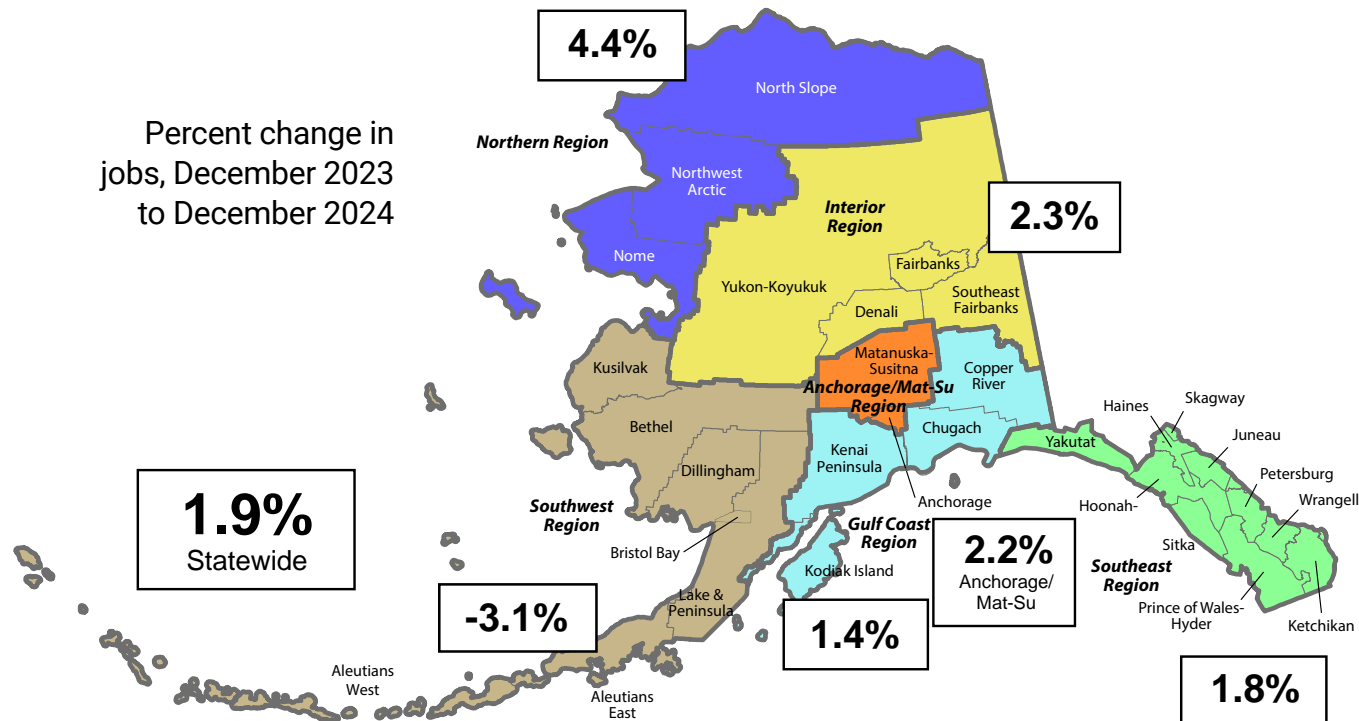 4.4%
Percent change in
jobs, December 2023
to December 2024
North Slope
Northern Region
Northwest
Arctic
Nome
Interior
Region
2.3%
Fairbanks
Yukon-Koyukuk
Southeast
Fairbanks
Denali
Kusilvak
Matanuska-
Susitna
Anchorage/Mat-Su
Region
Copper
River
Bethel
Chugach
Haines
Skagway
Yakutat
Juneau
Kenai
Peninsula
Dillingham
Petersburg
Wrangell
Anchorage
Hoonah-
Southwest
Region
1.9%
Statewide
Bristol Bay
Gulf Coast
Region
2.2%
Anchorage/
Mat-Su
Sitka
Southeast
Region
Kodiak Island
Lake &
Peninsula
-3.1%
1.4%
Prince of Wales-
Hyder
Ketchikan
Aleutians
West
Aleutians
East
1.8%